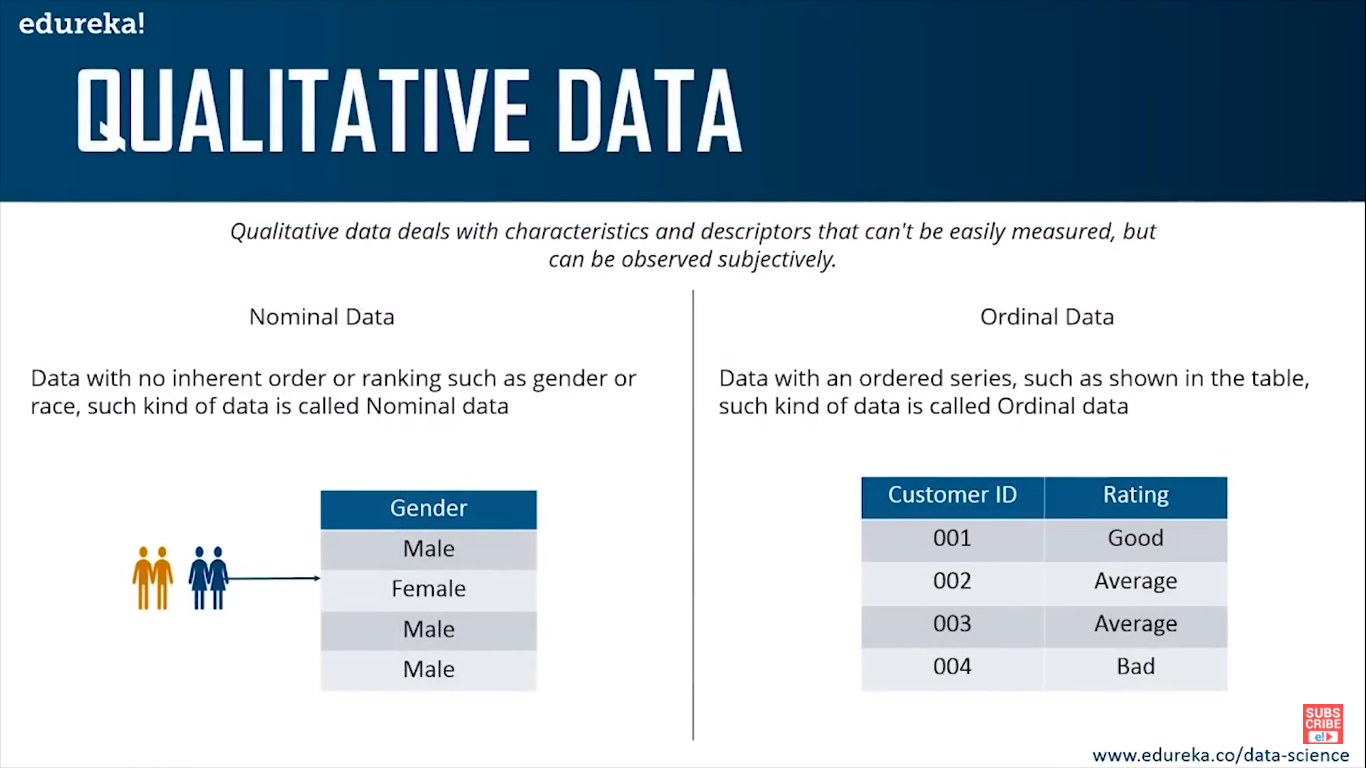 edureka!
QUALITATIVE DATA
Qualitative data deals with characteristics and descriptors that can't be easily measured, but
can be observed subjectively.
Nominal Data
Data with no inherent order or ranking such as gender or
race, such kind of data is called Nominal data
Gender
Male
Female
Male
Male
Ordinal Data
Data with an ordered series, such as shown in the table,
such kind of data is called Ordinal data
Customer ID Rating
001 Good
002 Average
003 Average
004 Bad
SUBS
CRIBE
e!
www.edureka.co/data-science